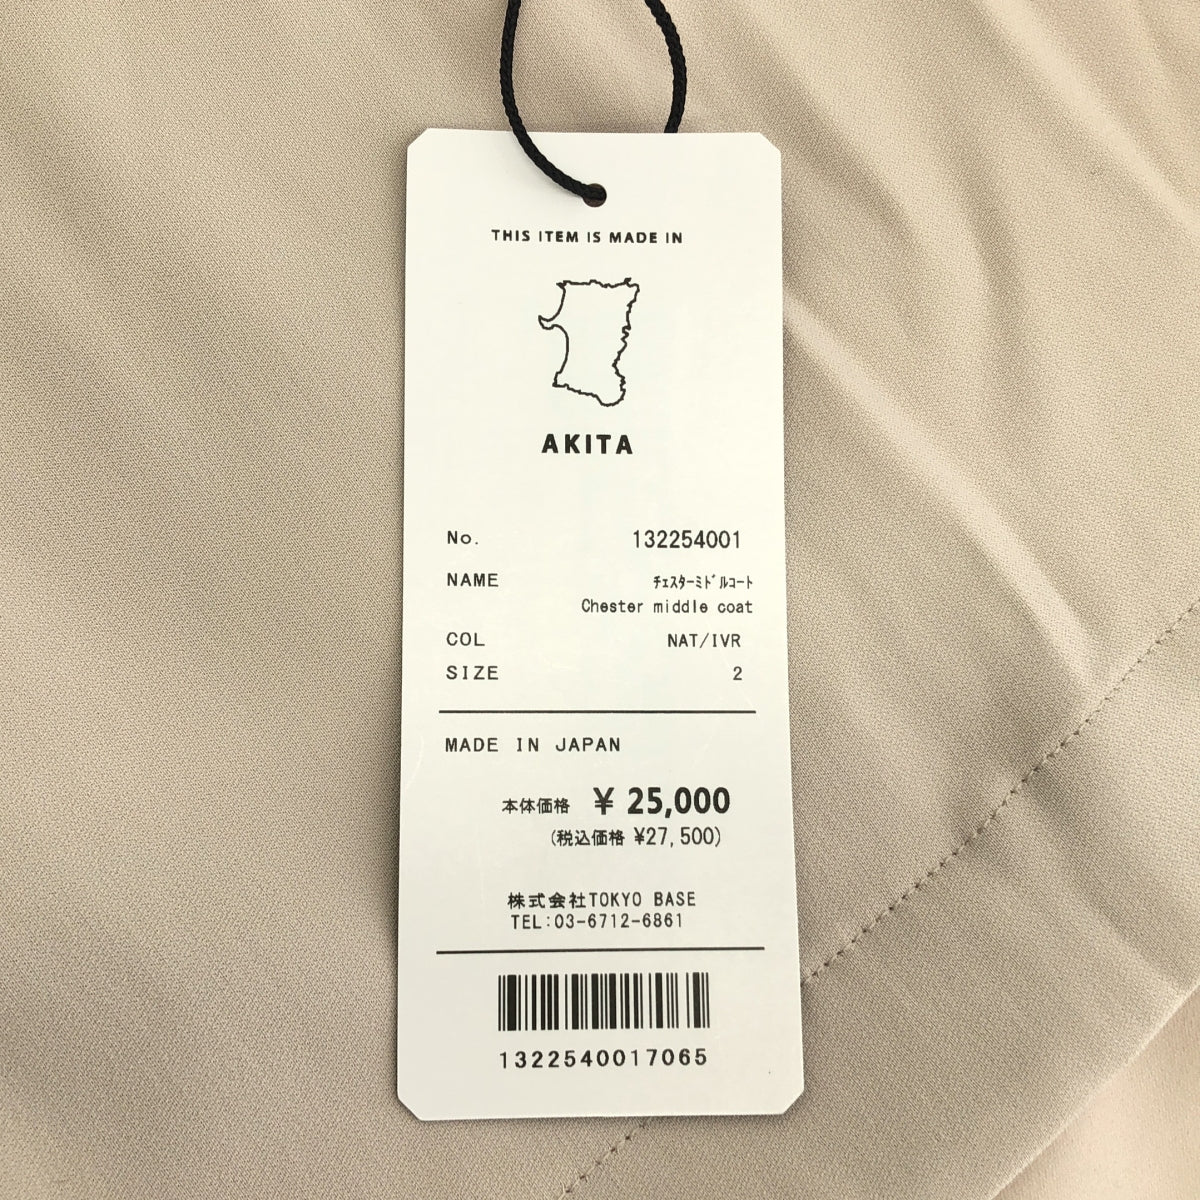 THIS ITEM IS MADE IN
AKITA
No. 132254001
NAME ﾁｪｽﾀｰﾐﾄﾞﾙｺｰﾄ
Chester middle coat
COL NAT/IVR
SIZE 2
MADE IN JAPAN
本体価格 ¥ 25,000
(税込価格 ¥27,500)
株式会社TOKYO BASE
TEL:03-6712-6861
1322540017065